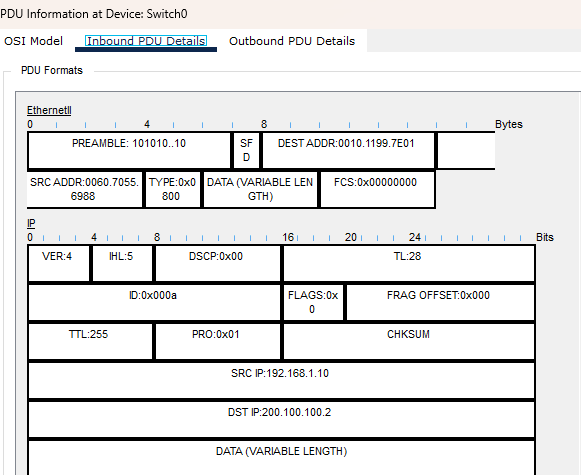 PDU Information at Device: Switch0
OSI Model Inbound PDU Details Outbound PDU Details
PDU Formats
EthernetII
0 4 8 Bytes
PREAMBLE: 101010..10 SF DEST ADDR:0010.1199.7E01
D
SRC ADDR:0060.7055. TYPE:0x0 DATA (VARIABLE LEN FCS:0x00000000
6988 800 GTH)
IP
0 4 8 16 20 24 Bits
VER:4 IHL:5 DSCP:0x00 TL:28
ID:0x000a FLAGS:0x FRAG OFFSET:0x000
0
TTL:255 PRO:0x01 CHKSUM
SRC IP:192.168.1.10
DST IP:200.100.100.2
DATA (VARIABLE LENGTH)